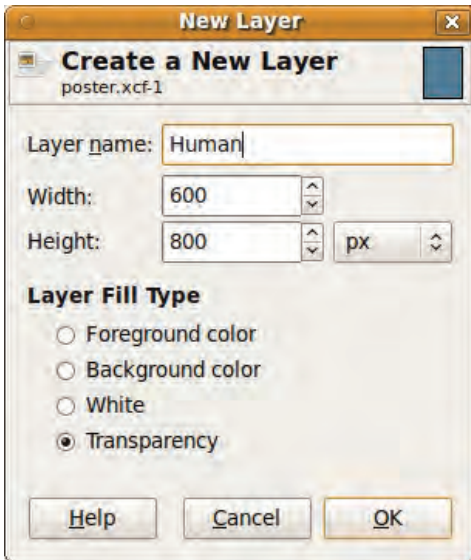 New Layer
Create a New Layer
poster.xcf-1
Layer name: Human
Width: 600
Height: 800 px
Layer Fill Type
Foreground color
Background color
White
Transparency
Help Cancel OK